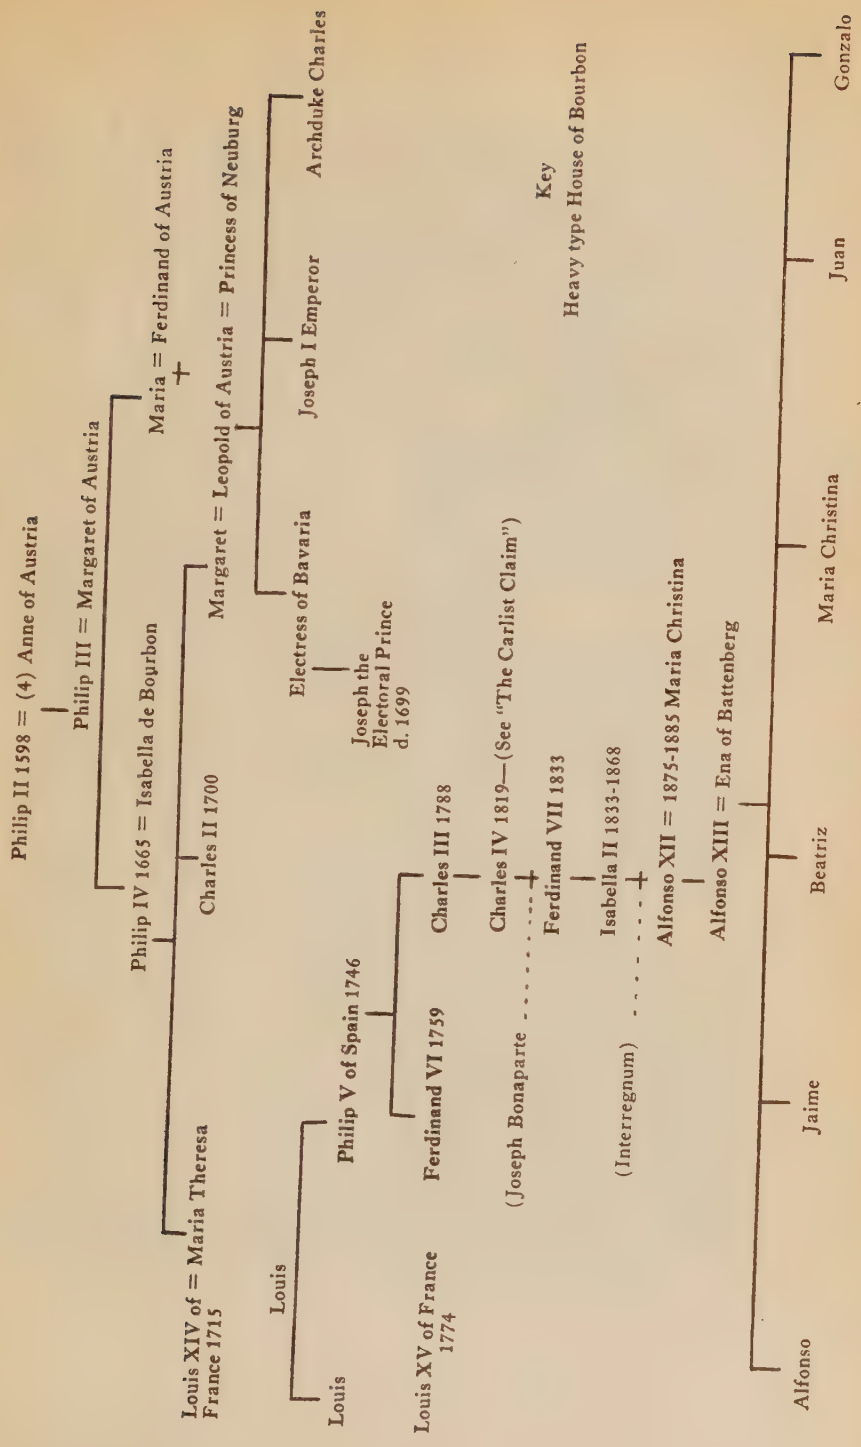 Philip II 1598 = (4) Anne of Austria
Philip III = Margaret of Austria
Philip IV 1665 = Isabella de Bourbon
Maria = Ferdinand of Austria
Louis XIV of = Maria Theresa
France 1715
Charles II 1700
Margaret = Leopold of Austria = Princess of Neuburg
Louis
Electress of Bavaria
Joseph I Emperor
Archduke Charles
Louis
Philip V of Spain 1746
Joseph the
Electoral Prince
d. 1699
Louis XV of France
1774
Ferdinand VI 1759
Charles III 1788
Charles IV 1819—(See “The Carlist Claim”)
(Joseph Bonaparte
Ferdinand VII 1833
Key
Heavy type House of Bourbon
Isabella II 1833-1868
(Interregnum)
Alfonso XII = 1875-1885 Maria Christina
Alfonso XIII = Ena of Battenberg
Alfonso
Jaime
Beatriz
Maria Christina
Juan
Gonzalo